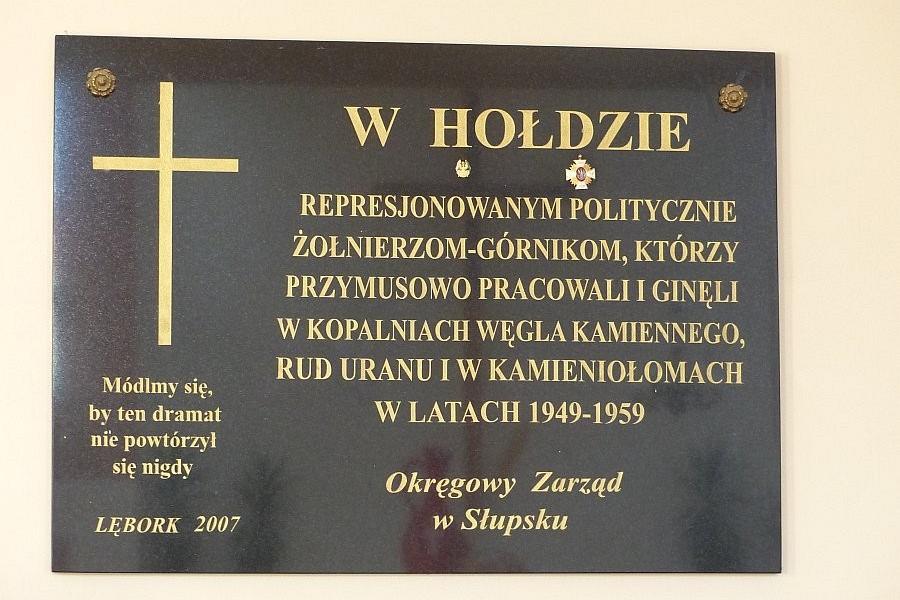 W HOŁDZIE
REPRESJONOWANYM POLITYCZNIE
ŻOŁNIERZOM-GÓRNIKOM, KTÓRZY
PRZYMUSOWO PRACOWALI I GINĘLI
W KOPALNIACH WĘGLA KAMIENNEGO,
RUD URANU I W KAMIENIOŁOMACH
W LATACH 1949-1959
Okręgowy Zarząd
w Słupsku
Módlmy się,
by ten dramat
nie powtórzył
się nigdy
LĘBORK 2007